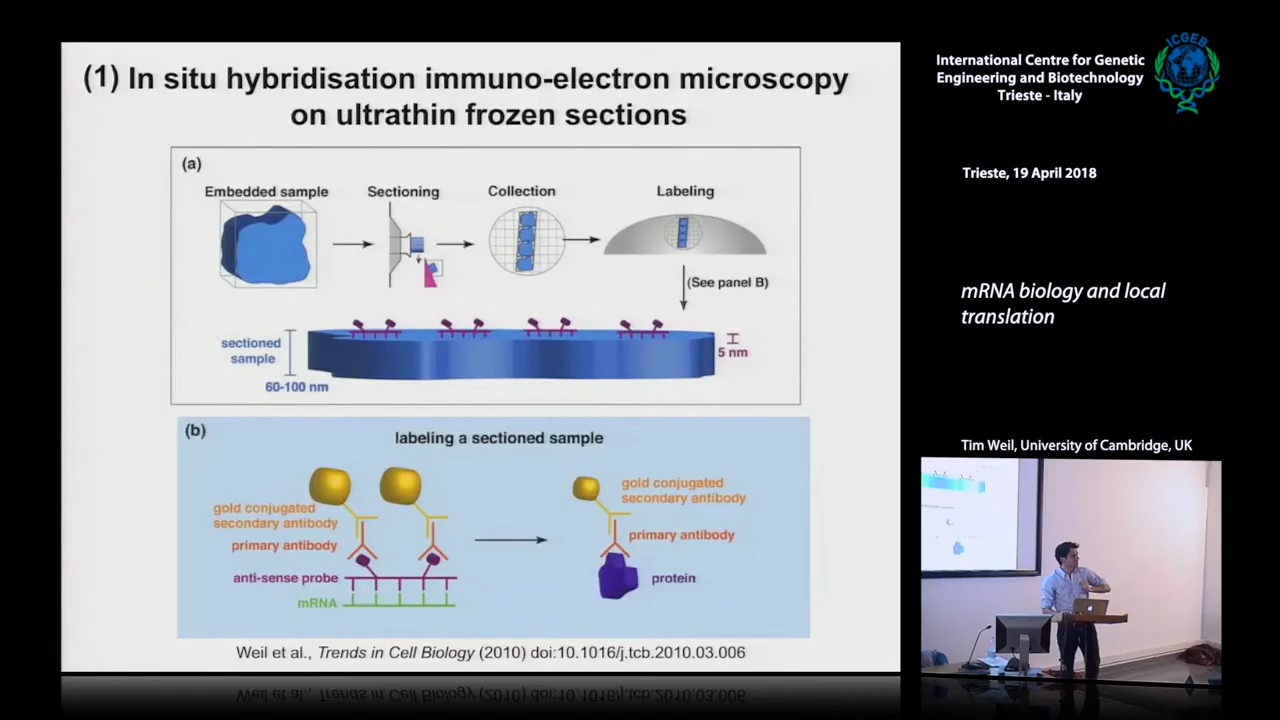 (1) In situ hybridisation immuno-electron microscopy
on ultrathin frozen sections
(a)
Embedded sample
Sectioning
Collection
Labeling
(See panel B)
sectioned
sample
60-100 nm
5 nm
(b)
labeling a sectioned sample
gold conjugated
secondary antibody
primary antibody
anti-sense probe
mRNA
gold conjugated
secondary antibody
primary antibody
protein
Weil et al., Trends in Cell Biology (2010) doi:10.1016/j.tcb.2010.03.006
International Centre for Genetic
Engineering and Biotechnology
Trieste - Italy
ICGEB
Trieste, 19 April 2018
mRNA biology and local
translation
Tim Weil, University of Cambridge, UK